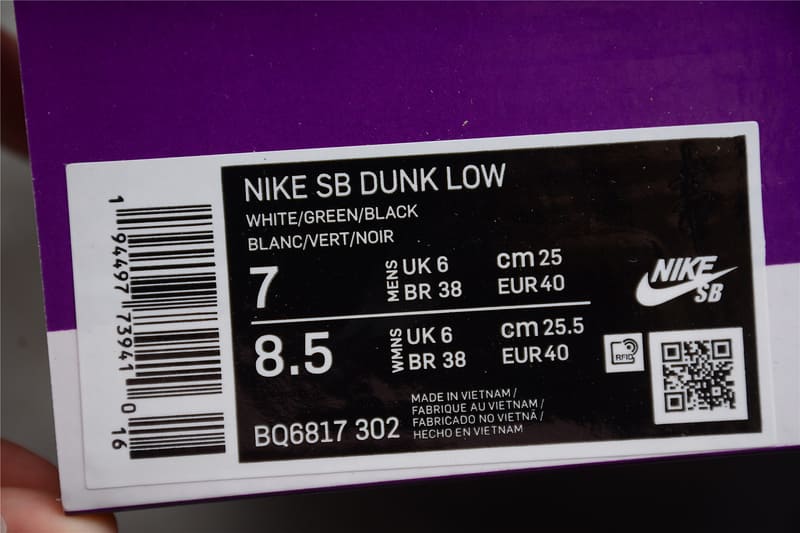 NIKE SB DUNK LOW
WHITE/GREEN/BLACK
BLANC/VERT/NOIR
7 MENS UK 6 cm 25
BR 38 EUR 40
8.5 WMNS UK 6 cm 25.5
BR 38 EUR 40
BQ6817 302
MADE IN VIETNAM /
FABRIQUE AU VIETNAM /
FABRICADO NO VIETNÃ /
HECHO EN VIETNAM
NIKE
SB
RFID
1 94497 73941 0 16